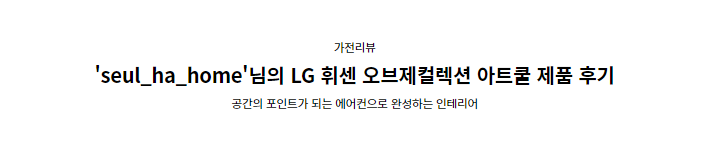 가전리뷰
'seul_ha_home'님의 LG 휘센 오브제컬렉션 아트쿨 제품 후기
공간의 포인트가 되는 에어컨으로 완성하는 인테리어